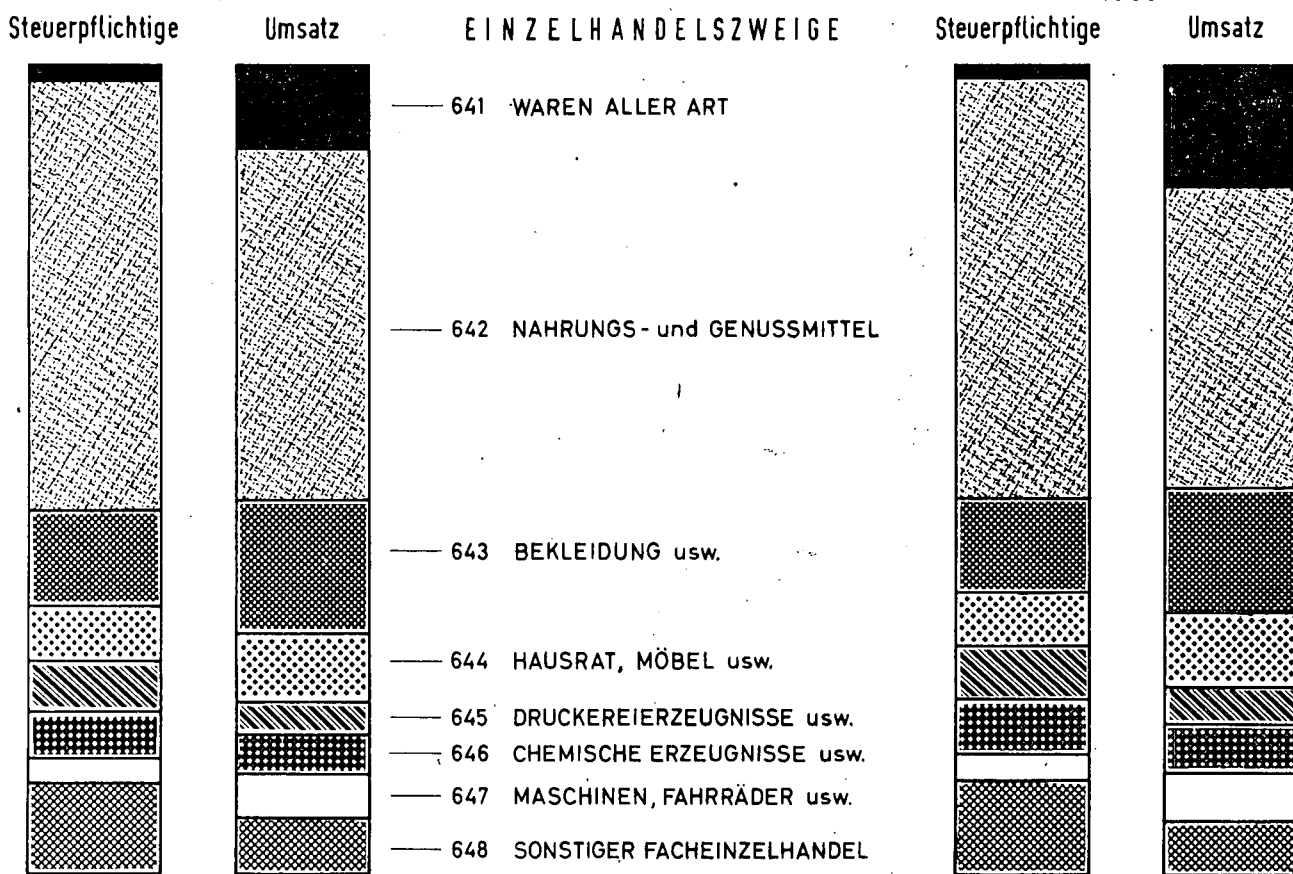 Steuerpflichtige Umsatz EINZELHANDELSZWEIGE Steuerpflichtige Umsatz
641 WAREN ALLER ART
642 NAHRUNGS- und GENUSSMITTEL
643 BEKLEIDUNG usw.
644 HAUSRAT, MÖBEL usw.
645 DRUCKEREIERZEUGNISSE usw.
646 CHEMISCHE ERZEUGNISSE usw.
647 MASCHINEN, FAHRRÄDER usw.
648 SONSTIGER FACHEINZELHANDEL